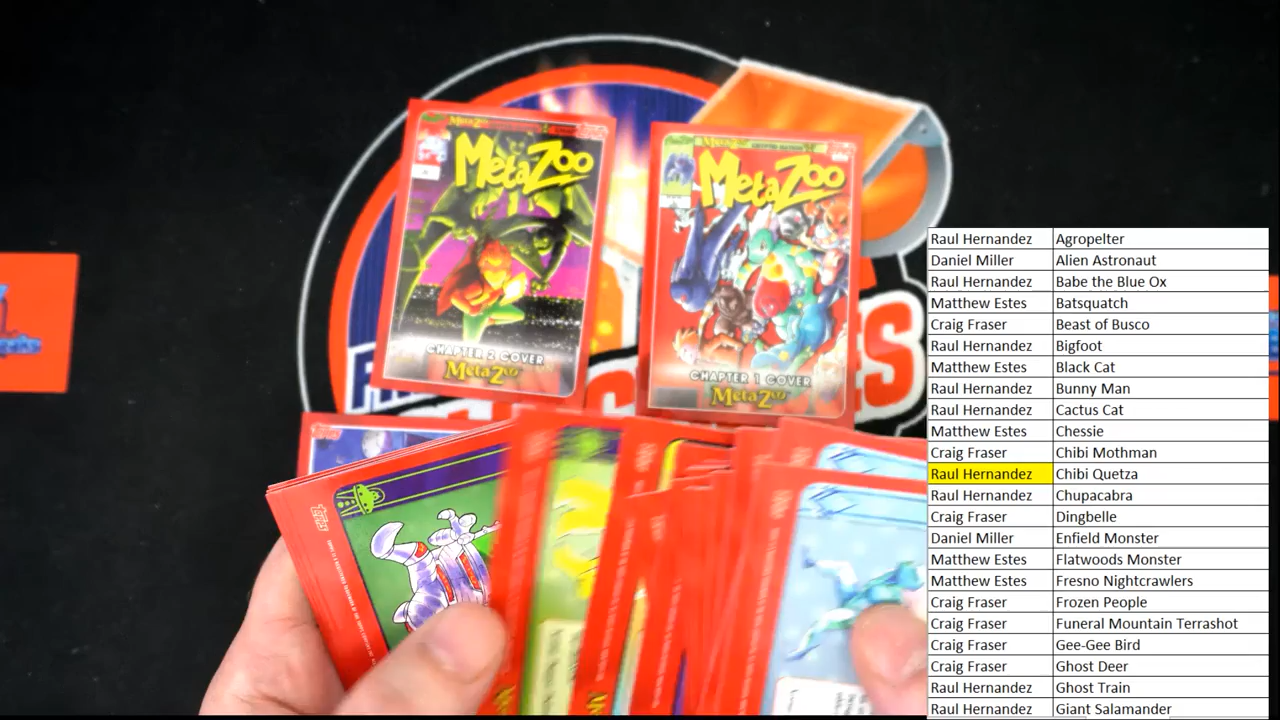 MetaZoo
CHAPTER 2 COVER
MetaZoo
MetaZoo
CHAPTER 1 COVER
MetaZoo
topps
topps
Raul Hernandez Agropelter
Daniel Miller Alien Astronaut
Raul Hernandez Babe the Blue Ox
Matthew Estes Batsquatch
Craig Fraser Beast of Busco
Raul Hernandez Bigfoot
Matthew Estes Black Cat
Raul Hernandez Bunny Man
Raul Hernandez Cactus Cat
Matthew Estes Chessie
Craig Fraser Chibi Mothman
Raul Hernandez Chibi Quetza
Raul Hernandez Chupacabra
Craig Fraser Dingbelle
Daniel Miller Enfield Monster
Matthew Estes Flatwoods Monster
Matthew Estes Fresno Nightcrawlers
Craig Fraser Frozen People
Craig Fraser Funeral Mountain Terrashot
Craig Fraser Gee-Gee Bird
Craig Fraser Ghost Deer
Raul Hernandez Ghost Train
Raul Hernandez Giant Salamander